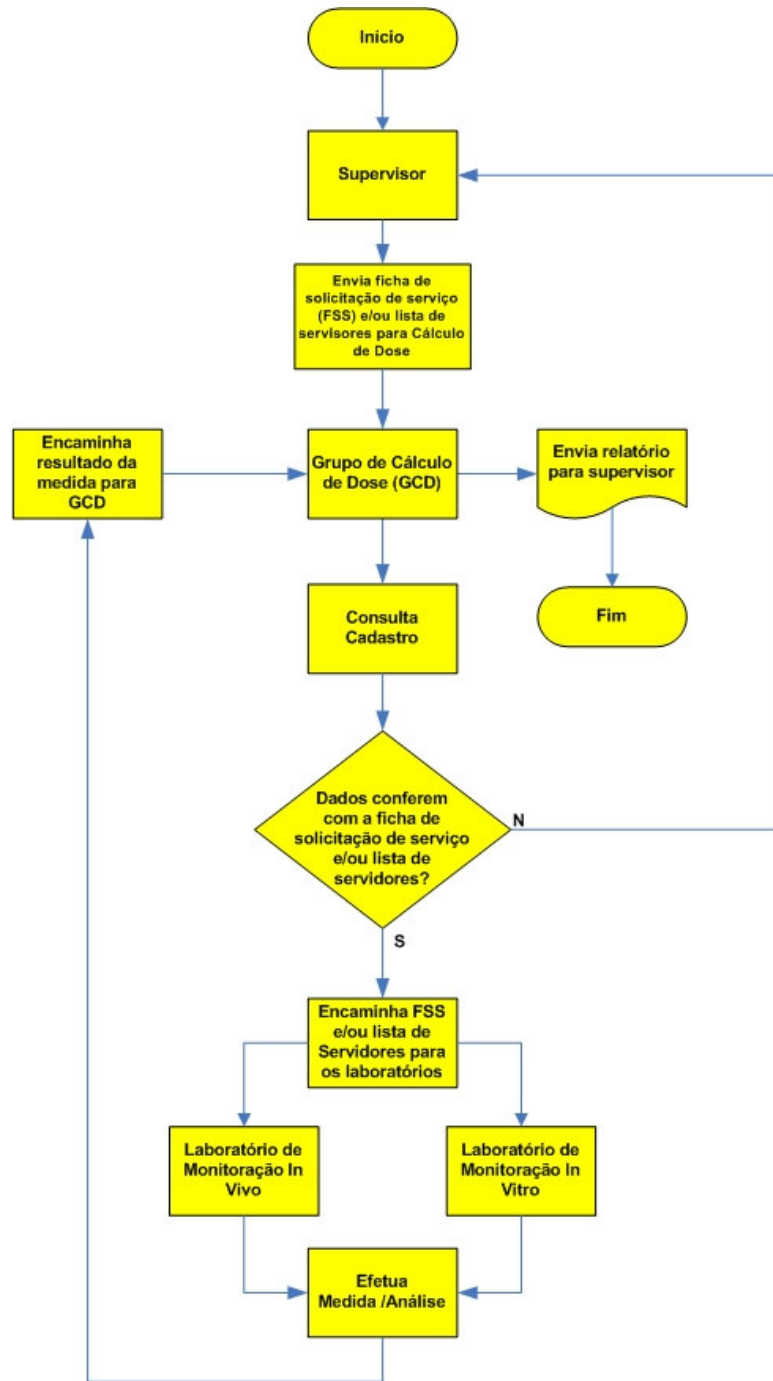 Início
Supervisor
Envia ficha de
solicitação de serviço
(FSS) e/ou lista de
servisores para Cálculo
de Dose
Encaminha
resultado da
medida para
GCD
Grupo de Cálculo
de Dose (GCD)
Envia relatório
para supervisor
Consulta
Cadastro
Fim
Dados conferem
com a ficha de
solicitação de serviço
e/ou lista de
servidores?
N
S
Encaminha FSS
e/ou lista de
Servidores para
os laboratórios
Laboratório de
Monitoração In
Vivo
Laboratório de
Monitoração In
Vitro
Efetua
Medida /Análise